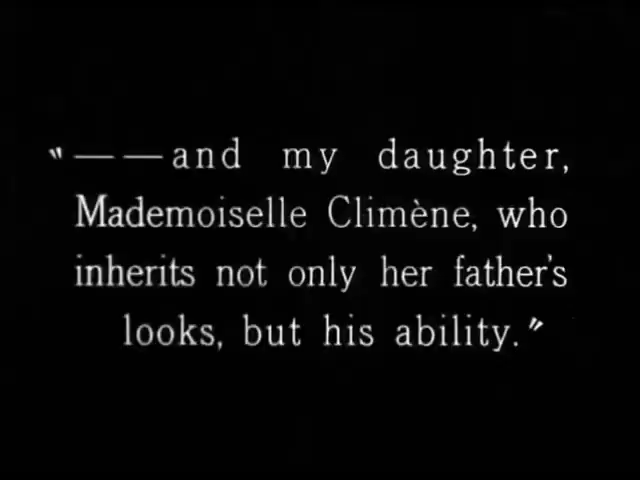 "——and my daughter,
Mademoiselle Climène, who
inherits not only her father's
looks, but his ability."